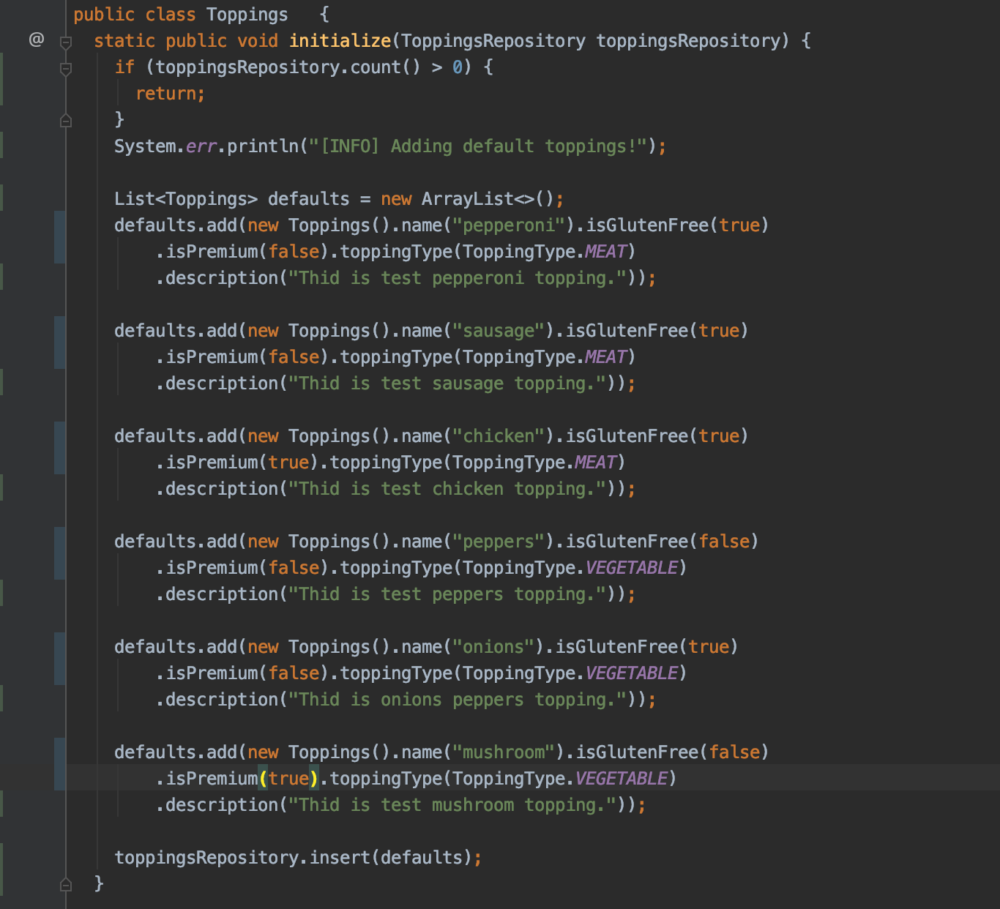 public class Toppings   {
@
  static public void initialize(ToppingsRepository toppingsRepository) {
    if (toppingsRepository.count() > 0) {
      return;
    }
    System.err.println("[INFO] Adding default toppings!");

    List<Toppings> defaults = new ArrayList<>();
    defaults.add(new Toppings().name("pepperoni").isGlutenFree(true)
        .isPremium(false).toppingType(ToppingType.MEAT)
        .description("Thid is test pepperoni topping."));

    defaults.add(new Toppings().name("sausage").isGlutenFree(true)
        .isPremium(false).toppingType(ToppingType.MEAT)
        .description("Thid is test sausage topping."));

    defaults.add(new Toppings().name("chicken").isGlutenFree(true)
        .isPremium(true).toppingType(ToppingType.MEAT)
        .description("Thid is test chicken topping."));

    defaults.add(new Toppings().name("peppers").isGlutenFree(false)
        .isPremium(false).toppingType(ToppingType.VEGETABLE)
        .description("Thid is test peppers topping."));

    defaults.add(new Toppings().name("onions").isGlutenFree(true)
        .isPremium(false).toppingType(ToppingType.VEGETABLE)
        .description("Thid is onions peppers topping."));

    defaults.add(new Toppings().name("mushroom").isGlutenFree(false)
        .isPremium(true).toppingType(ToppingType.VEGETABLE)
        .description("Thid is test mushroom topping."));

    toppingsRepository.insert(defaults);
  }